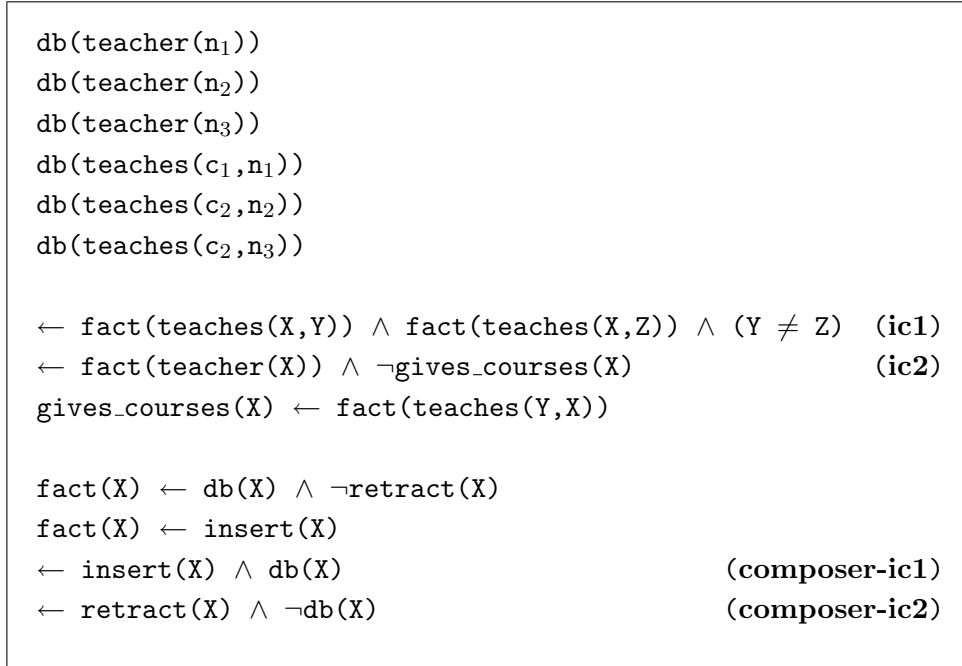 db(teacher(n₁))
db(teacher(n₂))
db(teacher(n₃))
db(teaches(c₁,n₁))
db(teaches(c₂,n₂))
db(teaches(c₂,n₃))
← fact(teaches(X,Y)) ∧ fact(teaches(X,Z)) ∧ (Y ≠ Z) (ic1)
← fact(teacher(X)) ∧ ¬gives_courses(X) (ic2)
gives_courses(X) ← fact(teaches(Y,X))
fact(X) ← db(X) ∧ ¬retract(X)
fact(X) ← insert(X)
← insert(X) ∧ db(X) (composer-ic1)
← retract(X) ∧ ¬db(X) (composer-ic2)